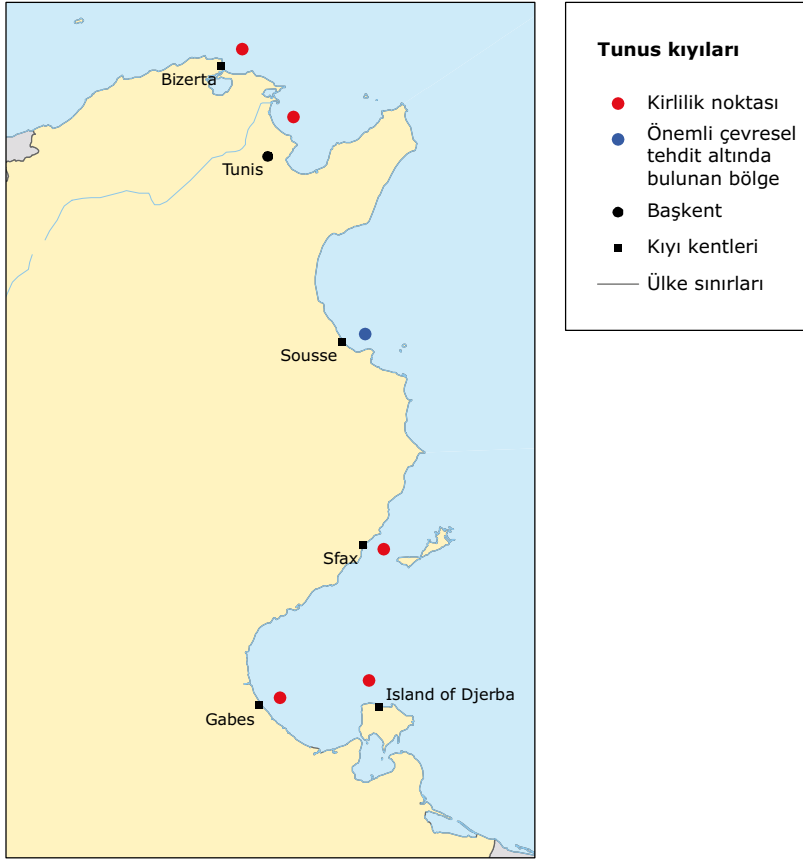 Bizerta
Tunis
Sousse
Sfax
Island of Djerba
Gabes
Tunus kıyıları
Kirlilik noktası
Önemli çevresel
tehdit altında
bulunan bölge
Başkent
Kıyı kentleri
Ülke sınırları